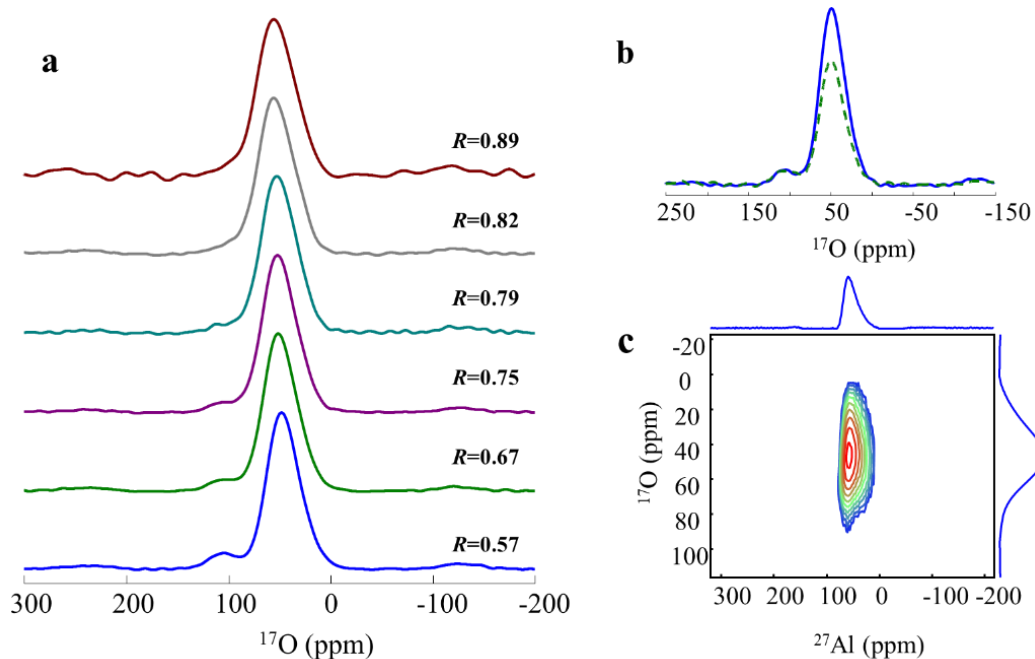 a
R=0.89
R=0.82
R=0.79
R=0.75
R=0.67
R=0.57
300 200 100 0 -100 -200
¹⁷O (ppm)
b
250 150 50 -50 -150
¹⁷O (ppm)
c
-20
0
20
40
60
80
100
¹⁷O (ppm)
300 200 100 0 -100 -200
²⁷Al (ppm)